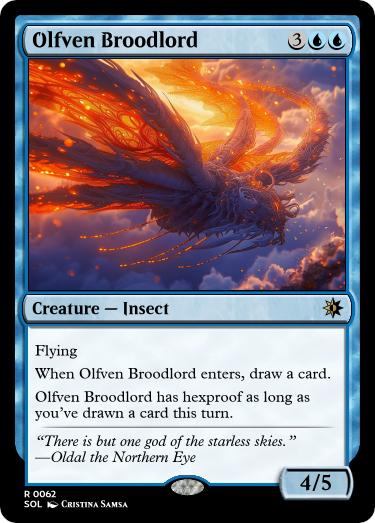 Olfven Broodlord 3
Creature — Insect
Flying
When Olfven Broodlord enters, draw a card.
Olfven Broodlord has hexproof as long as
you’ve drawn a card this turn.
“There is but one god of the starless skies.”
—Oldal the Northern Eye
4/5
R 0062
SOL Cristina Samsa